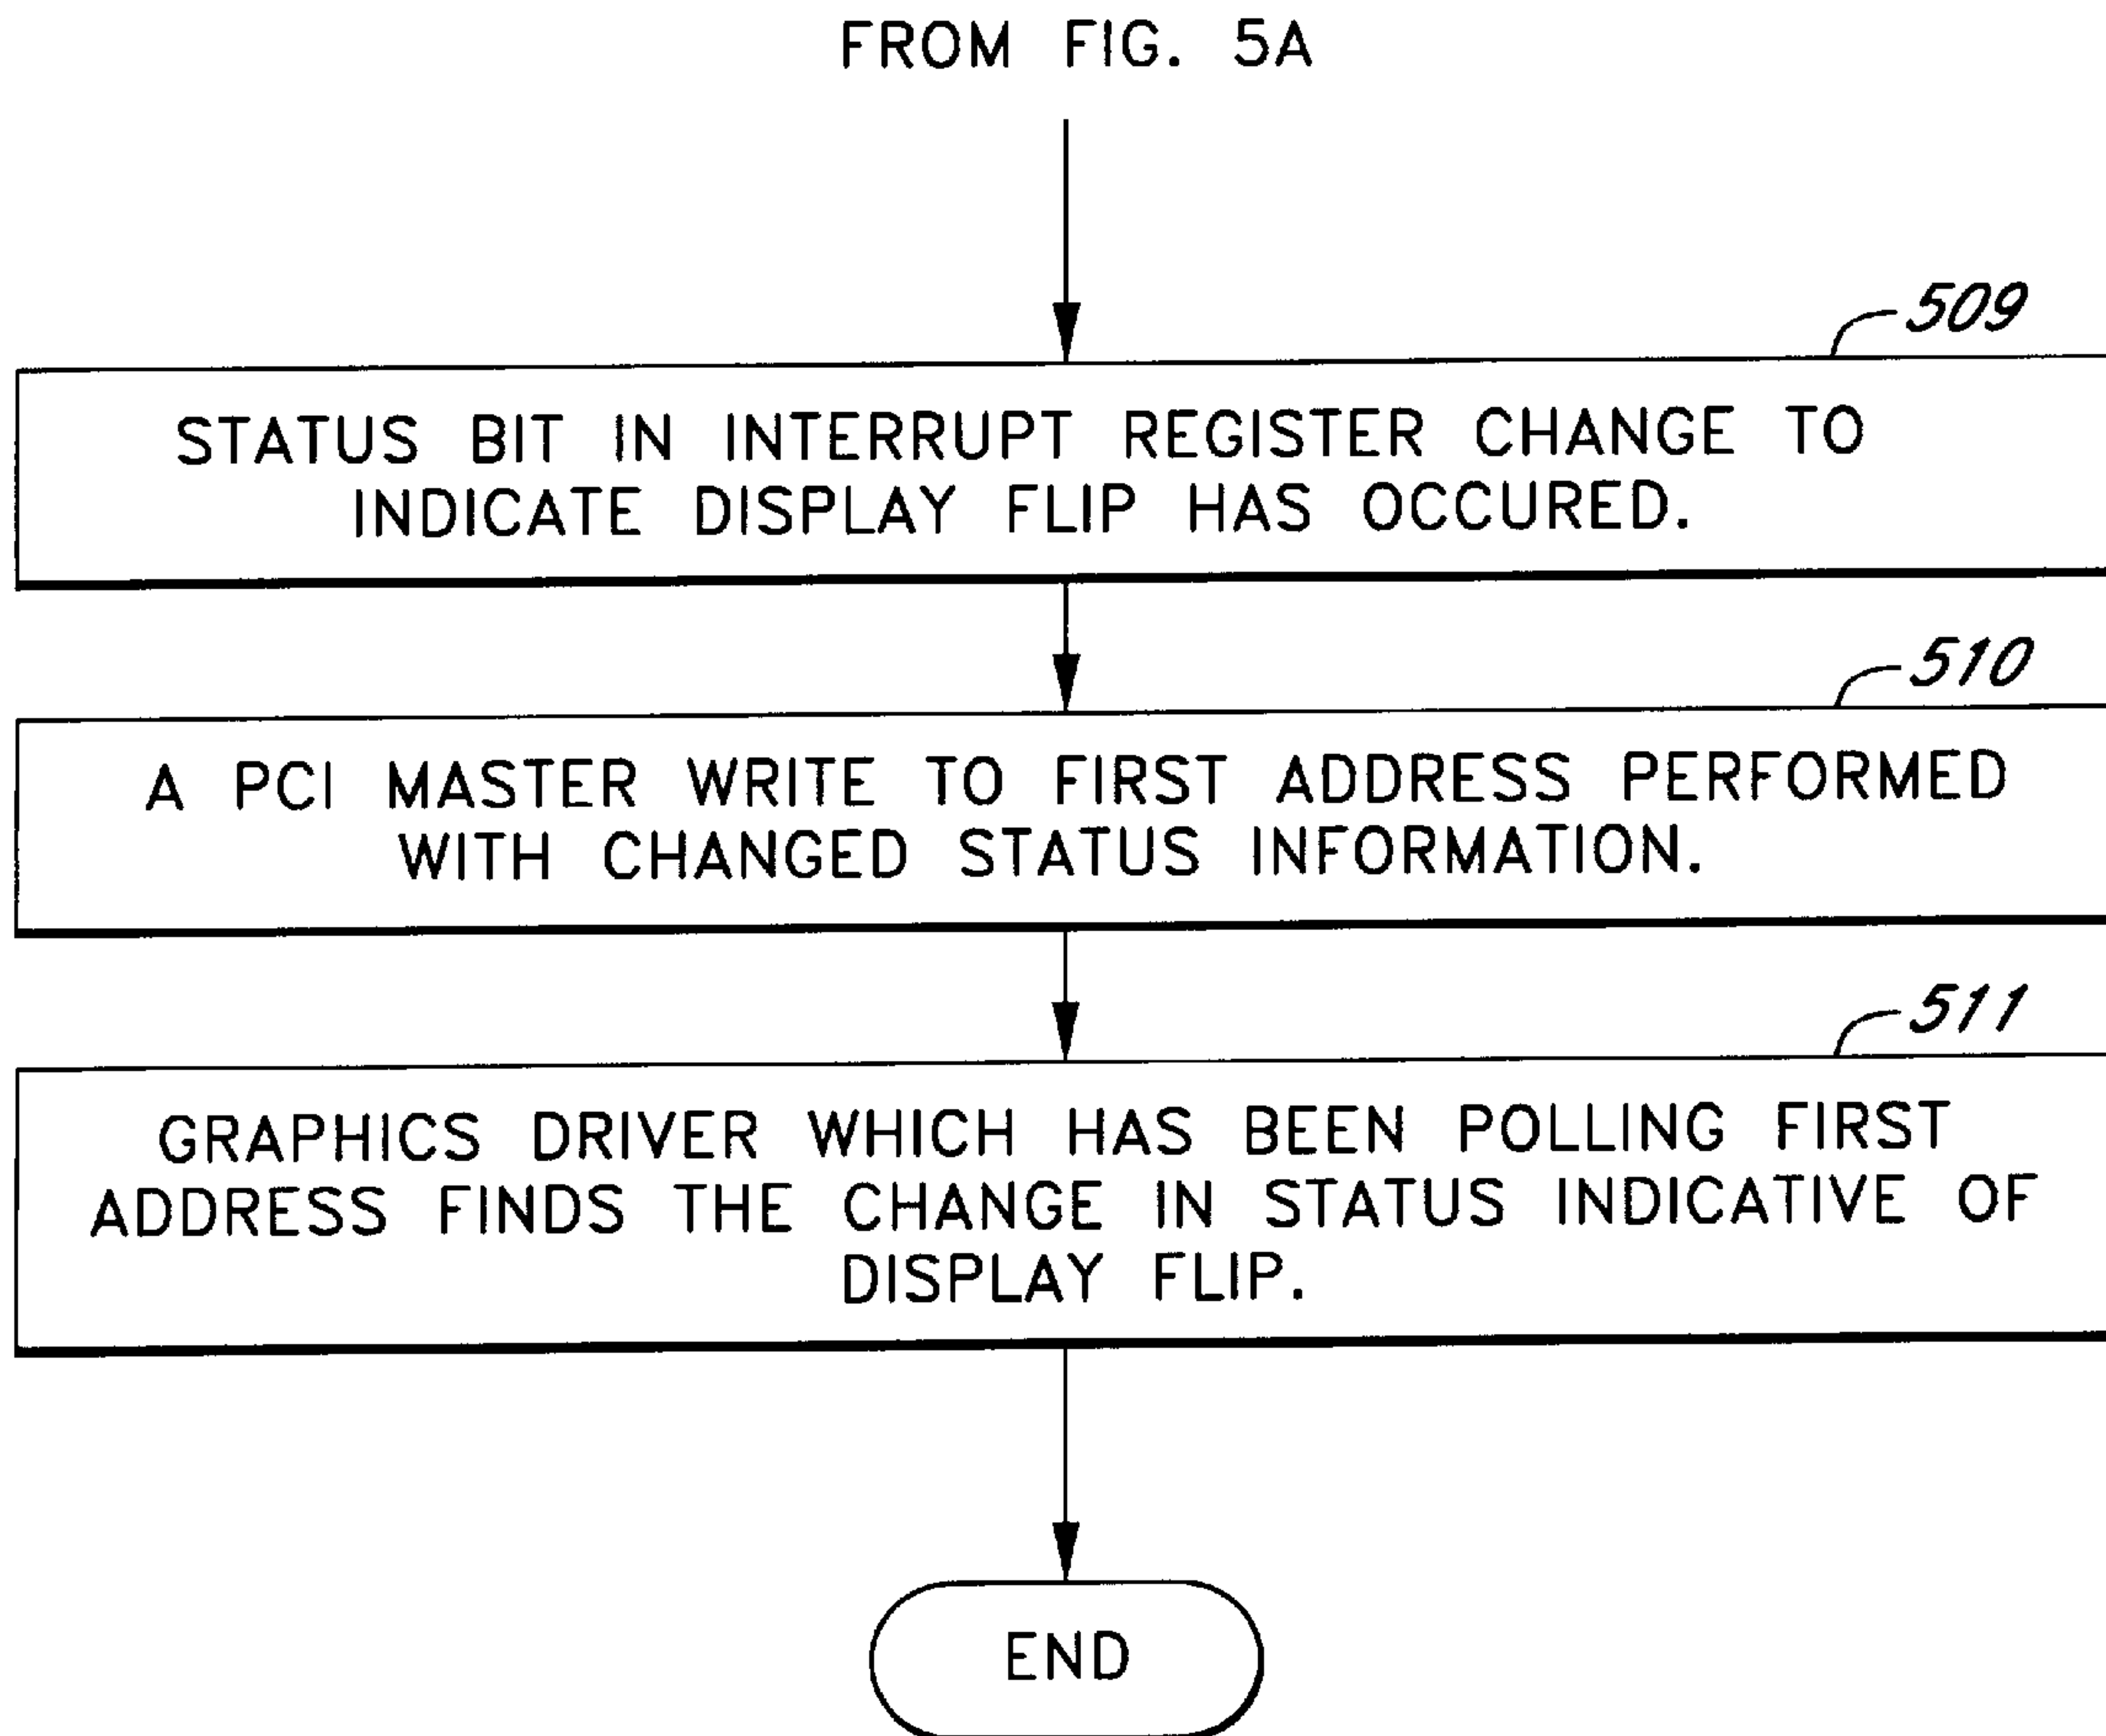 FROM FIG. 5A
509
STATUS BIT IN INTERRUPT REGISTER CHANGE TO
INDICATE DISPLAY FLIP HAS OCCURED.
510
A PCI MASTER WRITE TO FIRST ADDRESS PERFORMED
WITH CHANGED STATUS INFORMATION.
511
GRAPHICS DRIVER WHICH HAS BEEN POLLING FIRST
ADDRESS FINDS THE CHANGE IN STATUS INDICATIVE OF
DISPLAY FLIP.
END